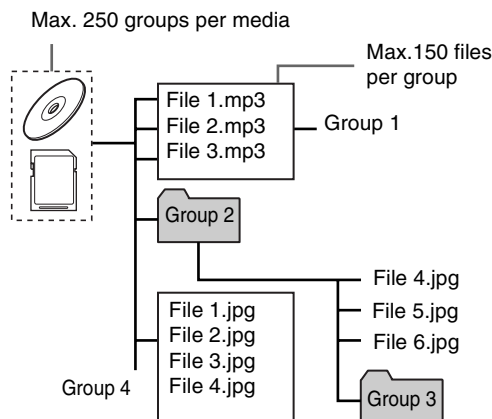 Max. 250 groups per media
Max.150 files
per group
File 1.mp3
File 2.mp3
File 3.mp3
Group 1
Group 2
File 4.jpg
File 5.jpg
File 6.jpg
Group 3
File 1.jpg
File 2.jpg
File 3.jpg
File 4.jpg
Group 4